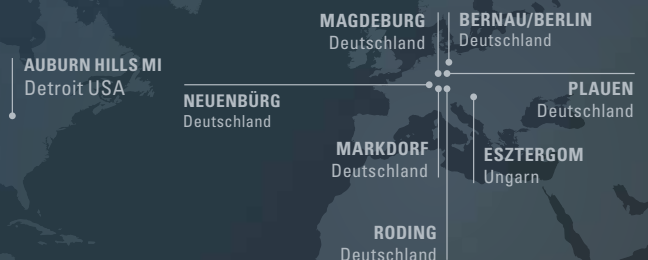 MAGDEBURG
Deutschland
BERNAU/BERLIN
Deutschland
AUBURN HILLS MI
Detroit USA
NEUENBÜRG
Deutschland
PLAUEN
Deutschland
MARKDORF
Deutschland
ESZTERGOM
Ungarn
RODING
Deutschland